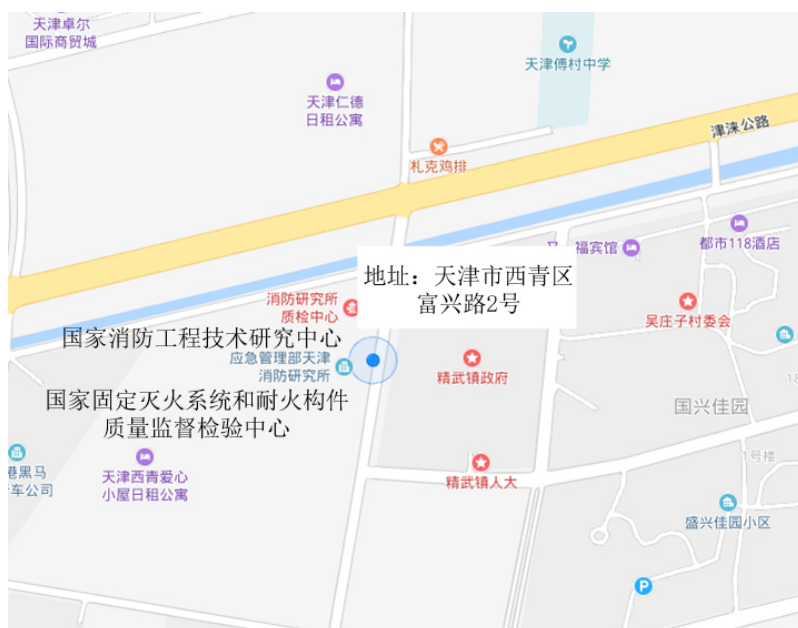 天津卓尔
国际商贸城
天津傅村中学
天津仁德
日租公寓
津涞公路
札克鸡排
福宾馆
都市118酒店
地址：天津市西青区
富兴路2号
消防研究所
质检中心
吴庄子村委会
国家消防工程技术研究中心
应急管理部天津
消防研究所
精武镇政府
国家固定灭火系统和耐火构件
质量监督检验中心
国兴佳园
1号楼
港黑马
车公司
天津西青爱心
小屋日租公寓
精武镇人大
盛兴佳园小区
P